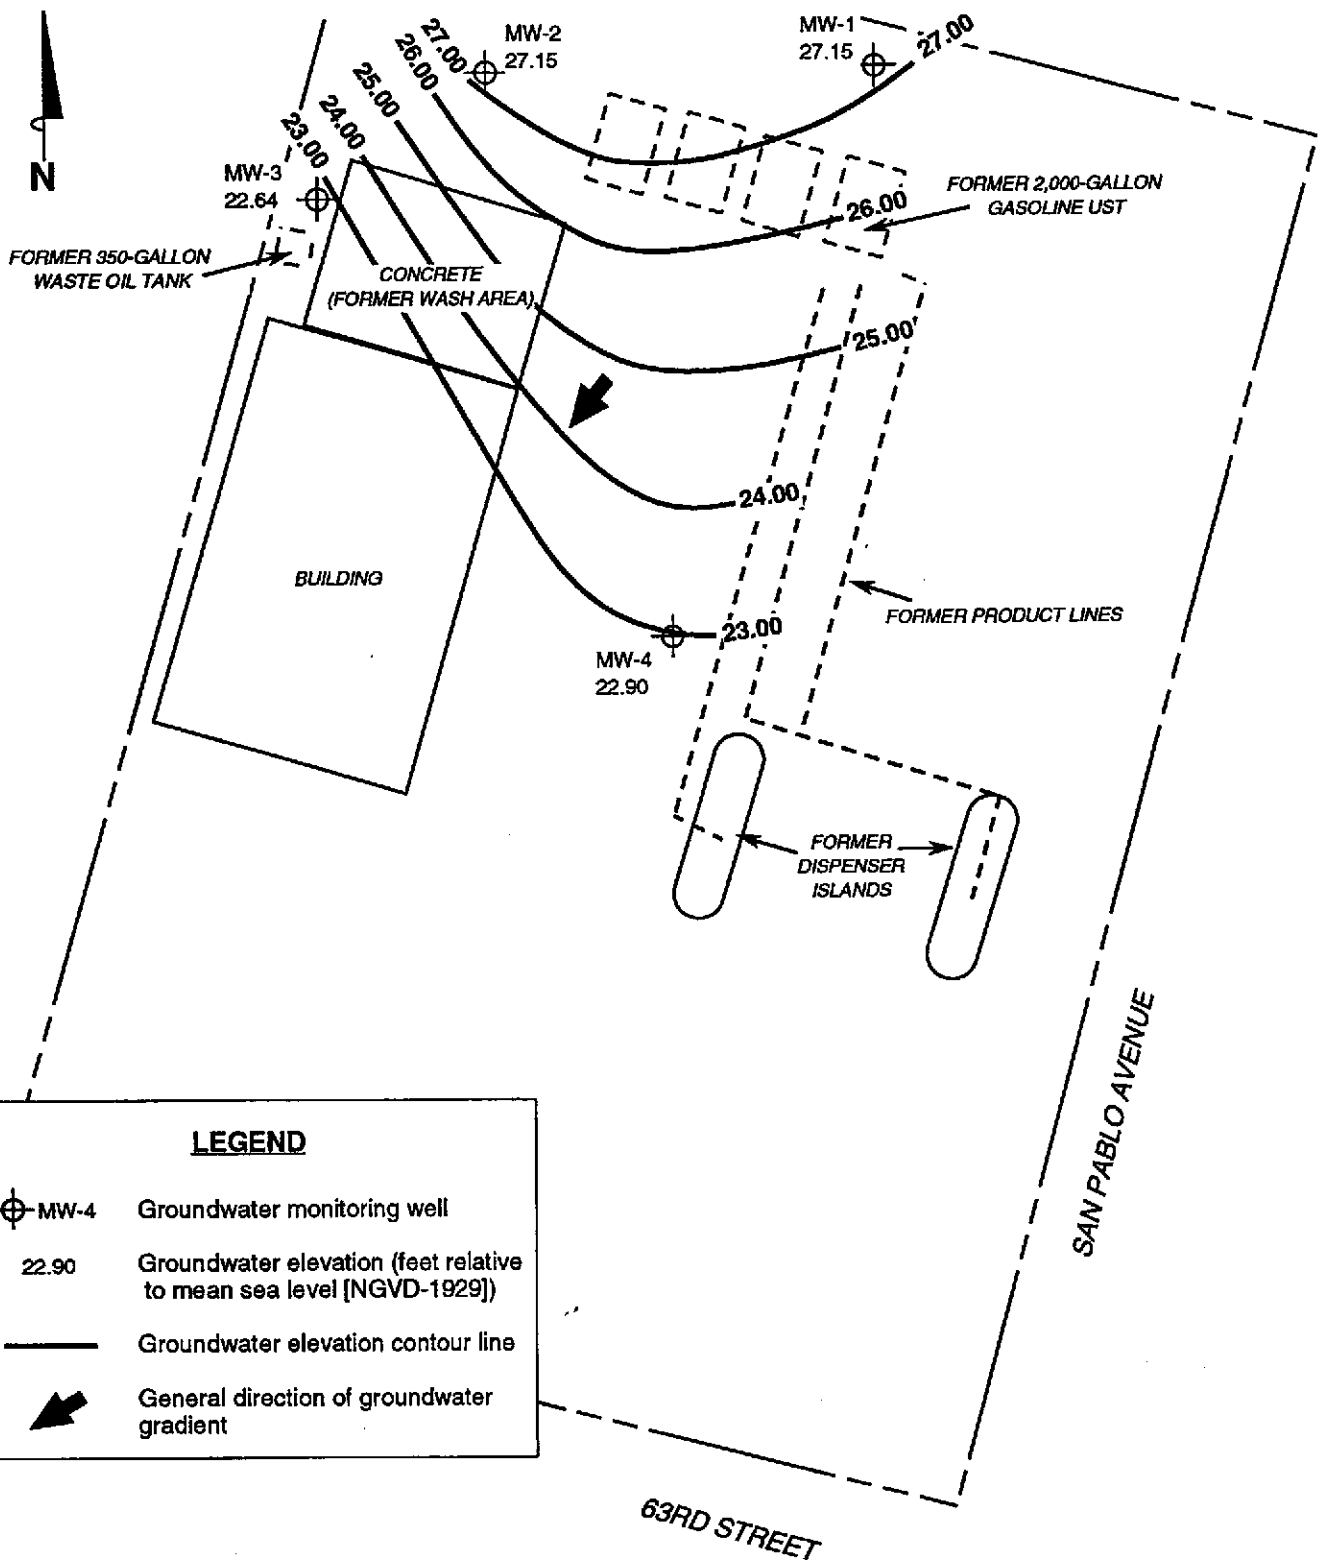 MW-2
27.15
MW-1
27.15
27.00
27.00
26.00
25.00
24.00
23.00
N
MW-3
22.64
FORMER 350-GALLON
WASTE OIL TANK
CONCRETE
(FORMER WASH AREA)
FORMER 2,000-GALLON
GASOLINE UST
26.00
25.00
24.00
23.00
BUILDING
FORMER PRODUCT LINES
MW-4
22.90
FORMER
DISPENSER
ISLANDS
SAN PABLO AVENUE
63RD STREET
LEGEND
MW-4 Groundwater monitoring well
22.90 Groundwater elevation (feet relative
to mean sea level [NGVD-1929])
Groundwater elevation contour line
General direction of groundwater
gradient